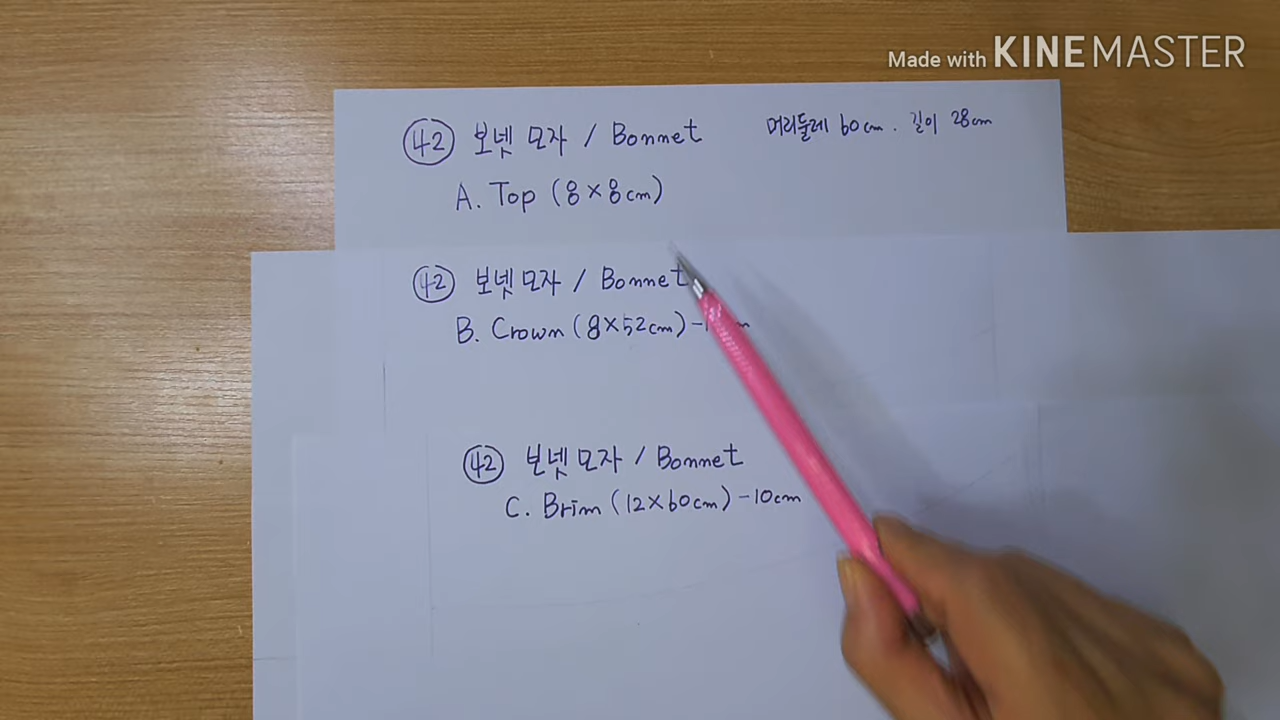 Made with KINEMASTER
42 보넷 모자 / Bonnet 머리둘레 60cm. 길이 28cm
A. Top (8×8cm)
42 보넷 모자 / Bonnet
B. Crown (8×52cm)
42 보넷 모자 / Bonnet
C. Brim (12×60cm) -10cm